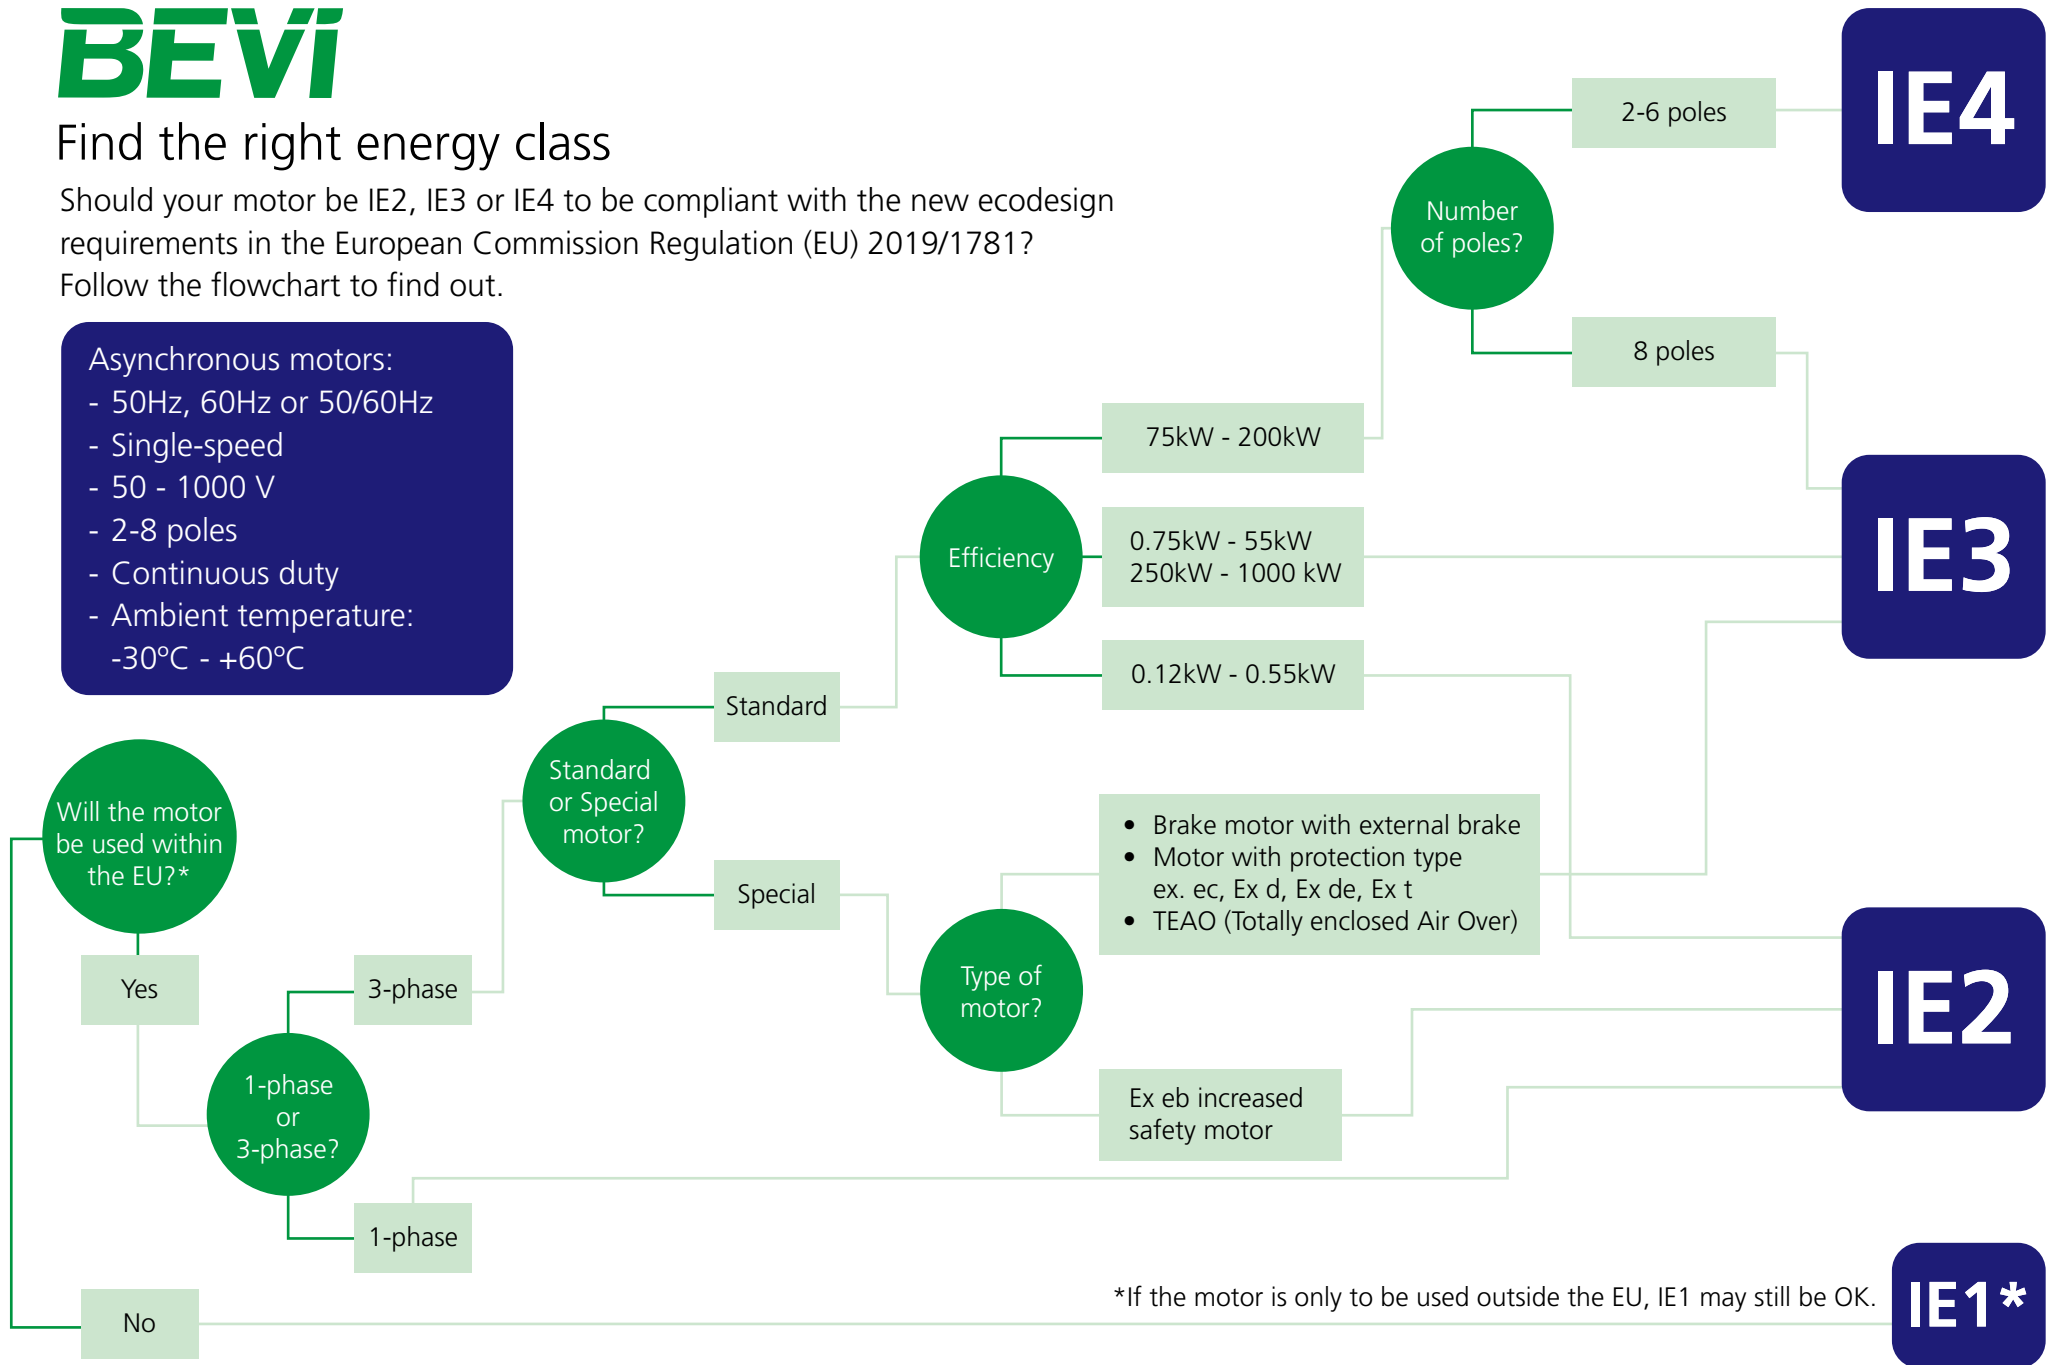 BEVI
Find the right energy class
Should your motor be IE2, IE3 or IE4 to be compliant with the new ecodesign
requirements in the European Commission Regulation (EU) 2019/1781?
Follow the flowchart to find out.
Asynchronous motors:
- 50Hz, 60Hz or 50/60Hz
- Single-speed
- 50 - 1000 V
- 2-8 poles
- Continuous duty
- Ambient temperature:
-30ºC - +60ºC
Will the motor
be used within
the EU?*
Yes
No
1-phase
or
3-phase?
3-phase
1-phase
Standard
or Special
motor?
Standard
Special
Efficiency
75kW - 200kW
0.75kW - 55kW
250kW - 1000 kW
0.12kW - 0.55kW
Type of
motor?
• Brake motor with external brake
• Motor with protection type
ex. ec, Ex d, Ex de, Ex t
• TEAO (Totally enclosed Air Over)
Ex eb increased
safety motor
Number
of poles?
2-6 poles
8 poles
IE4
IE3
IE2
*If the motor is only to be used outside the EU, IE1 may still be OK.
IE1*